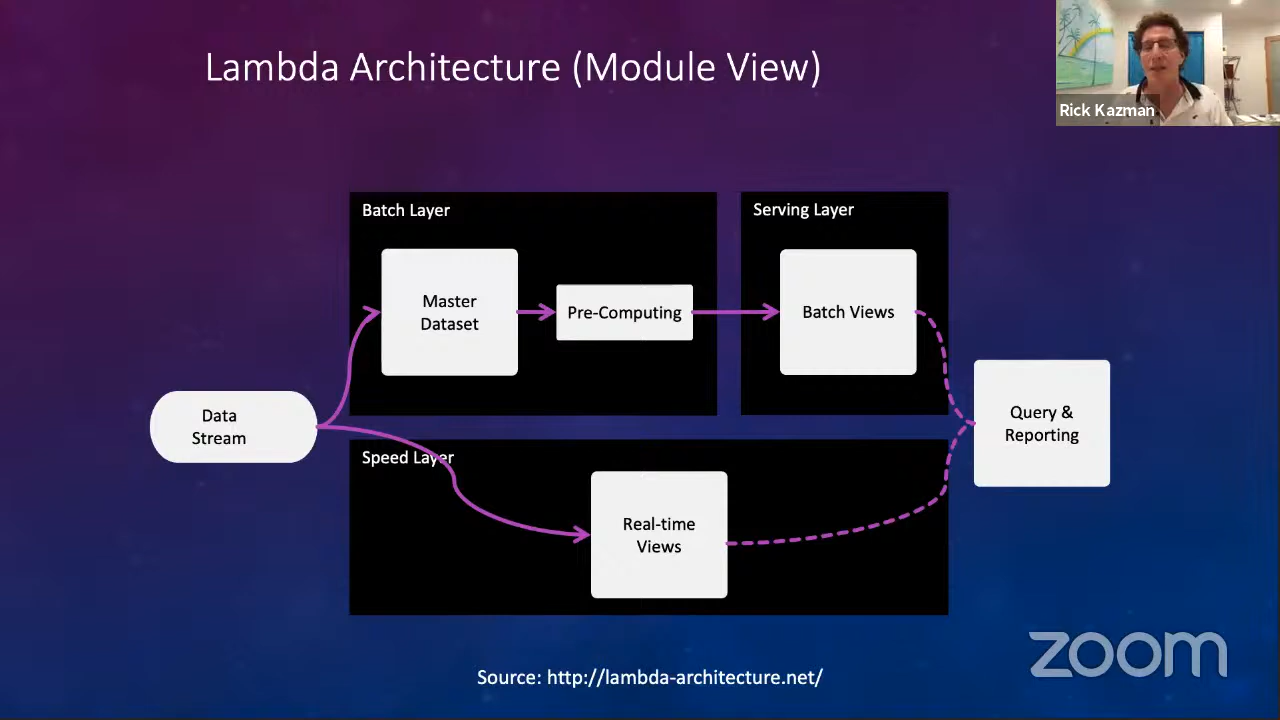 Lambda Architecture (Module View)
Rick Kazman
Batch Layer
Serving Layer
Master
Dataset
Pre-Computing
Batch Views
Data
Stream
Query &
Reporting
Speed Layer
Real-time
Views
zoom
Source: http://lambda-architecture.net/